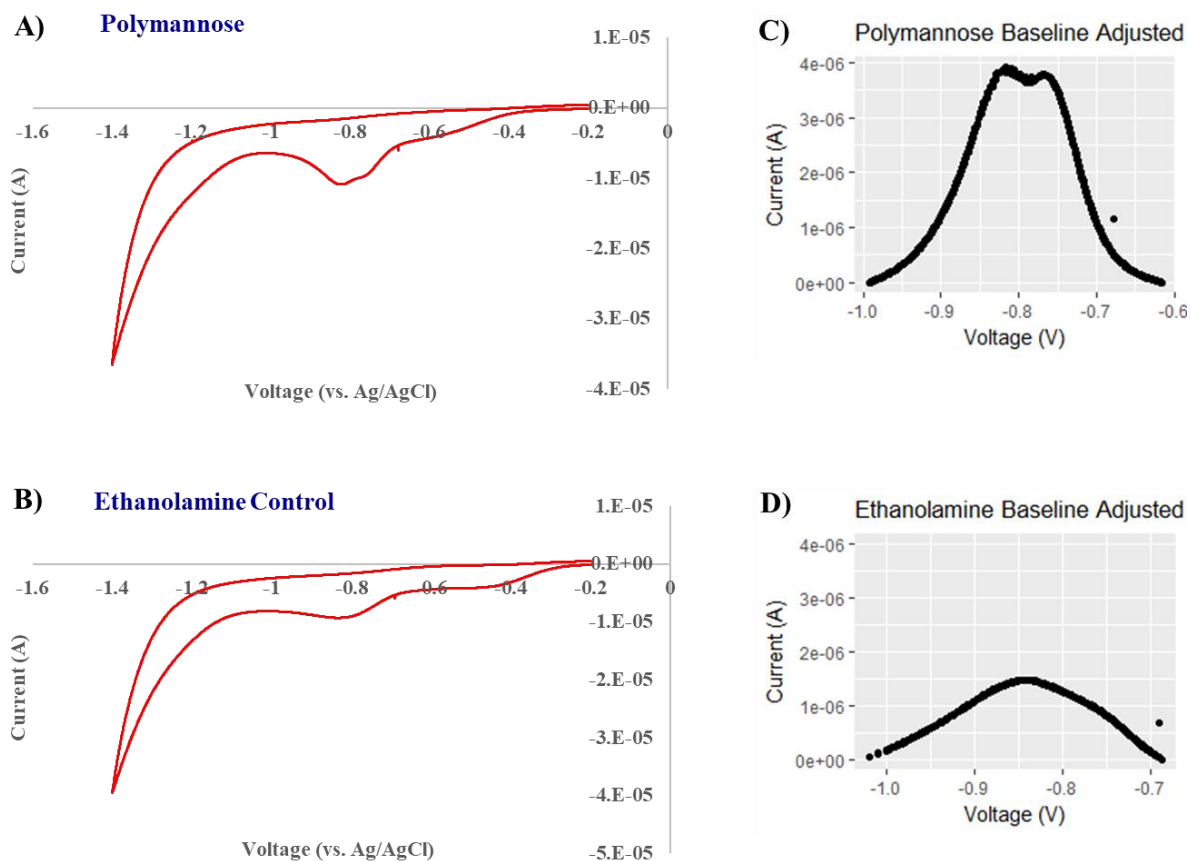 A) Polymannose
1.E-05
0.E+00
-1.6 -1.4 -1.2 -1 -0.8 -0.6 -0.4 -0.2 0
-1.E-05
-2.E-05
-3.E-05
-4.E-05
Current (A)
Voltage (vs. Ag/AgCl)
C) Polymannose Baseline Adjusted
4e-06
3e-06
2e-06
1e-06
0e+00
Current (A)
-1.0 -0.9 -0.8 -0.7 -0.6
Voltage (V)
B) Ethanolamine Control
1.E-05
0.E+00
-1.6 -1.4 -1.2 -1 -0.8 -0.6 -0.4 -0.2 0
-1.E-05
-2.E-05
-3.E-05
-4.E-05
-5.E-05
Current (A)
Voltage (vs. Ag/AgCl)
D) Ethanolamine Baseline Adjusted
4e-06
3e-06
2e-06
1e-06
0e+00
Current (A)
-1.0 -0.9 -0.8 -0.7
Voltage (V)